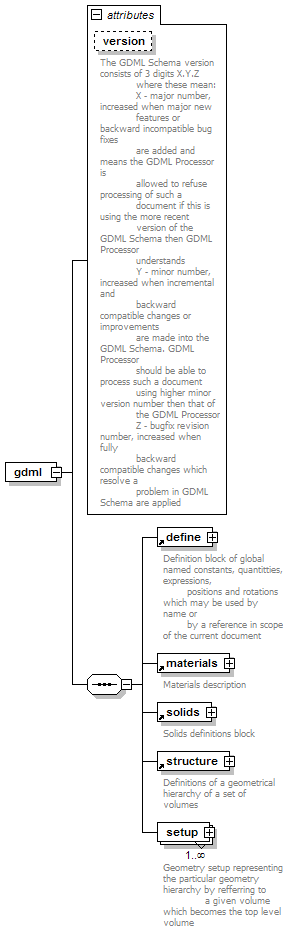 attributes
version
The GDML Schema version
consists of 3 digits X.Y.Z
where these mean:
X - major number,
increased when major new
features or
backward incompatible bug
fixes
are added and
means the GDML Processor
is
allowed to refuse
processing of such a
document if this is
using the more recent
version of the
GDML Schema then GDML
Processor
understands
Y - minor number,
increased when incremental
and
backward
compatible changes or
improvements
are made into the
GDML Schema. GDML
Processor
should be able to
process such a document
using higher minor
version number then that of
the GDML Processor
Z - bugfix revision
number, increased when
fully
backward
compatible changes which
resolve a
problem in GDML
Schema are applied
gdml
define
Definition block of global
named constants, quantitties,
expressions,
positions and rotations
which may be used by
name or
by a reference in scope
of the current document
materials
Materials description
solids
Solids definitions block
structure
Definitions of a geometrical
hierarchy of a set of
volumes
setup
1..∞
Geometry setup representing
the particular geometry
hierarchy by refferring to
a given volume
which becomes the top level
volume